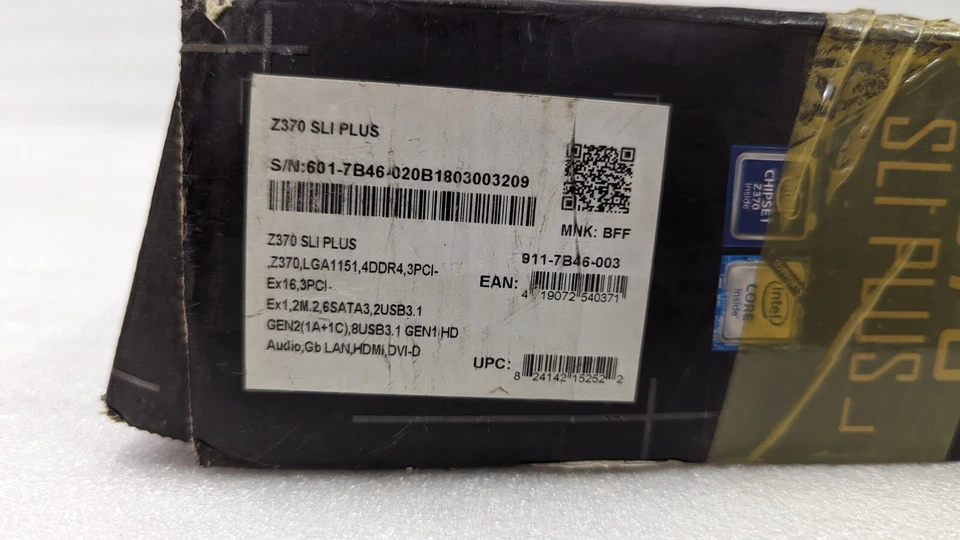 Z370 SLI PLUS
S/N:601-7B46-020B1803003209
MNK: BFF
911-7B46-003
Z370 SLI PLUS
,Z370,LGA1151,4DDR4,3PCI-
Ex16,3PCI-
Ex1,2M.2,6SATA3,2USB3.1
GEN2(1A+1C),8USB3.1 GEN1 HD
Audio,Gb LAN,HDMI,DVI-D
EAN:
4 719072 540371
UPC:
8 24142 15252 2
CHIPSET
Z370
inside
CORE
inside
intel
SLI PLUS